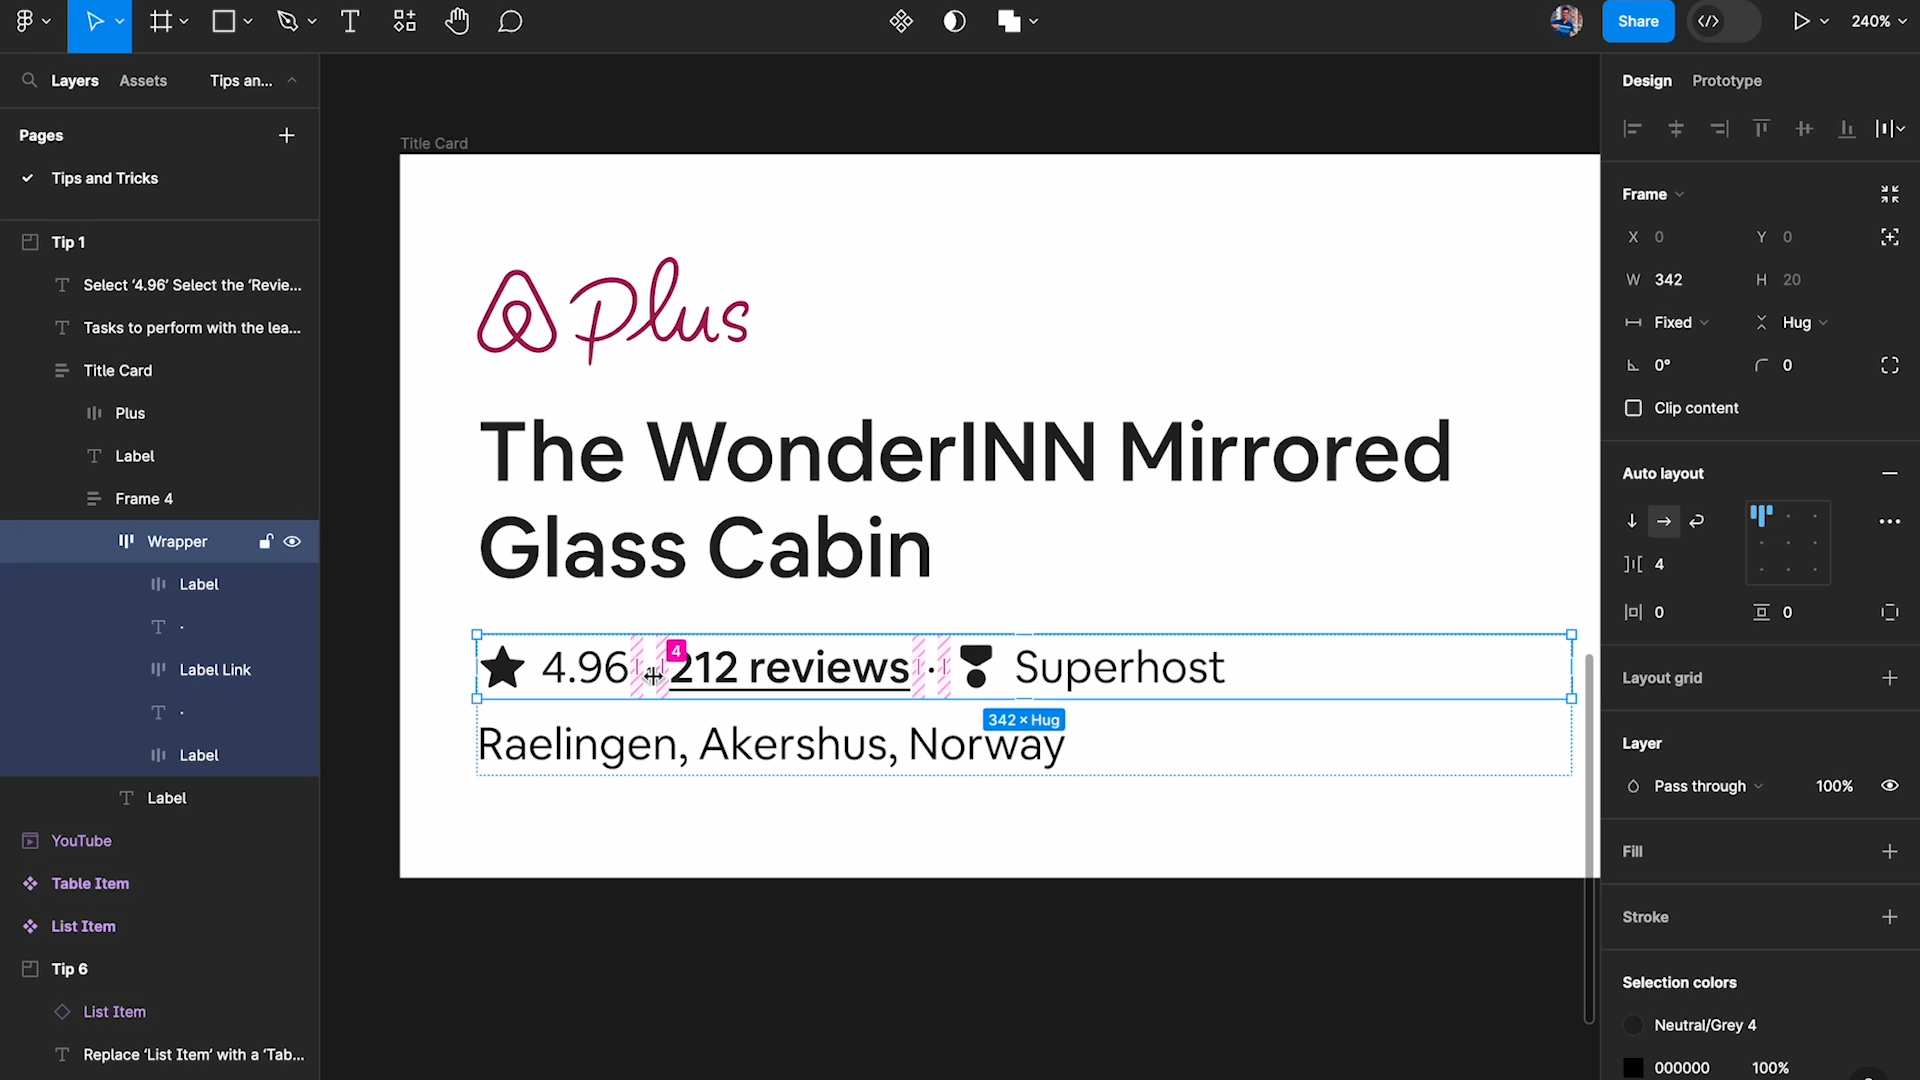 Share
240%
Layers
Assets
Tips an...
Pages
Tips and Tricks
Tip 1
Select ‘4.96’ Select the ‘Revie...
Tasks to perform with the lea...
Title Card
Plus
Label
Frame 4
Wrapper
Label
·
Label Link
·
Label
Label
YouTube
Table Item
List Item
Tip 6
List Item
Replace ‘List Item’ with a ‘Tab...
Title Card
Plus
The WonderINN Mirrored
Glass Cabin
4.96 4 212 reviews · Superhost
342 × Hug
Raelingen, Akershus, Norway
Design
Prototype
Frame
X 0
Y 0
W 342
H 20
Fixed
Hug
0°
0
Clip content
Auto layout
4
0
0
Layout grid
Layer
Pass through
100%
Fill
Stroke
Selection colors
Neutral/Grey 4
000000
100%